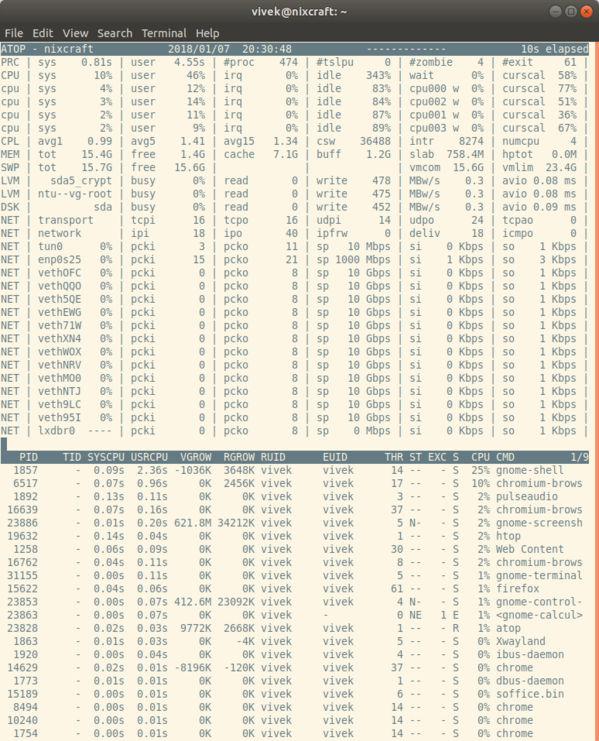 vivek@nixcraft: ~
File Edit View Search Terminal Help
ATOP - nixcraft 2018/01/07 20:30:48 ------------- 10s elapsed
PRC | sys 0.81s | user 4.55s | #proc 474 | #tslpu 0 | #zombie 4 | #exit 61 |
CPU | sys 10% | user 46% | irq 0% | idle 343% | wait 0% | curscal 58% |
cpu | sys 4% | user 12% | irq 0% | idle 83% | cpu000 w 0% | curscal 77% |
cpu | sys 3% | user 14% | irq 0% | idle 84% | cpu002 w 0% | curscal 51% |
cpu | sys 2% | user 11% | irq 0% | idle 87% | cpu001 w 0% | curscal 36% |
cpu | sys 2% | user 9% | irq 0% | idle 89% | cpu003 w 0% | curscal 67% |
CPL | avg1 0.99 | avg5 1.41 | avg15 1.34 | csw 36488 | intr 8274 | numcpu 4 |
MEM | tot 15.4G | free 1.4G | cache 7.1G | buff 1.2G | slab 758.4M | hptot 0.0M |
SWP | tot 15.7G | free 15.6G | | | vmcom 15.6G | vmlim 23.4G |
LVM | sda5_crypt | busy 0% | read 0 | write 478 | MBw/s 0.3 | avio 0.08 ms |
LVM | ntu--vg-root | busy 0% | read 0 | write 475 | MBw/s 0.3 | avio 0.08 ms |
DSK | sda | busy 0% | read 0 | write 452 | MBw/s 0.3 | avio 0.09 ms |
NET | transport | tcpi 16 | tcpo 16 | udpi 14 | udpo 24 | tcpao 0 |
NET | network | ipi 18 | ipo 40 | ipfrw 0 | deliv 18 | icmpo 0 |
NET | tun0 0% | pcki 3 | pcko 11 | sp 10 Mbps | si 0 Kbps | so 1 Kbps |
NET | enp0s25 0% | pcki 15 | pcko 21 | sp 1000 Mbps | si 1 Kbps | so 3 Kbps |
NET | vethOFC 0% | pcki 0 | pcko 8 | sp 10 Gbps | si 0 Kbps | so 1 Kbps |
NET | vethQQO 0% | pcki 0 | pcko 8 | sp 10 Gbps | si 0 Kbps | so 1 Kbps |
NET | veth5QE 0% | pcki 0 | pcko 8 | sp 10 Gbps | si 0 Kbps | so 1 Kbps |
NET | vethEWG 0% | pcki 0 | pcko 8 | sp 10 Gbps | si 0 Kbps | so 1 Kbps |
NET | veth71W 0% | pcki 0 | pcko 8 | sp 10 Gbps | si 0 Kbps | so 1 Kbps |
NET | vethXN4 0% | pcki 0 | pcko 8 | sp 10 Gbps | si 0 Kbps | so 1 Kbps |
NET | vethWOX 0% | pcki 0 | pcko 8 | sp 10 Gbps | si 0 Kbps | so 1 Kbps |
NET | vethNRV 0% | pcki 0 | pcko 8 | sp 10 Gbps | si 0 Kbps | so 1 Kbps |
NET | vethMO0 0% | pcki 0 | pcko 8 | sp 10 Gbps | si 0 Kbps | so 1 Kbps |
NET | vethNTJ 0% | pcki 0 | pcko 8 | sp 10 Gbps | si 0 Kbps | so 1 Kbps |
NET | veth9LC 0% | pcki 0 | pcko 8 | sp 10 Gbps | si 0 Kbps | so 1 Kbps |
NET | veth95I 0% | pcki 0 | pcko 8 | sp 10 Gbps | si 0 Kbps | so 1 Kbps |
NET | lxdbr0 ---- | pcki 0 | pcko 8 | sp 0 Mbps | si 0 Kbps | so 1 Kbps |
PID TID SYSCPU USRCPU VGROW RGROW RUID EUID THR ST EXC S CPU CMD 1/9
1857 - 0.09s 2.36s -1036K 3648K vivek vivek 14 -- - S 25% gnome-shell
6517 - 0.07s 0.96s 0K 2456K vivek vivek 17 -- - S 10% chromium-brows
1892 - 0.13s 0.11s 0K 0K vivek vivek 3 -- - S 2% pulseaudio
16639 - 0.07s 0.16s 0K 0K vivek vivek 37 -- - S 2% chromium-brows
23886 - 0.01s 0.20s 621.8M 34212K vivek vivek 5 N- - S 2% gnome-screensh
19632 - 0.14s 0.04s 0K 0K vivek vivek 1 -- - S 2% htop
1258 - 0.06s 0.09s 0K 0K vivek vivek 30 -- - S 2% Web Content
16762 - 0.04s 0.11s 0K 0K vivek vivek 8 -- - S 2% chromium-brows
31155 - 0.00s 0.11s 0K 0K vivek vivek 5 -- - S 1% gnome-terminal
15622 - 0.04s 0.06s 0K 0K vivek vivek 61 -- - S 1% firefox
23853 - 0.00s 0.07s 412.6M 23092K vivek vivek 4 N- - S 1% gnome-control-
23863 - 0.00s 0.07s 0K 0K vivek - 0 NE 1 E 1% <gnome-calcul>
23828 - 0.02s 0.03s 9772K 2668K vivek vivek 1 -- - R 1% atop
1863 - 0.01s 0.03s 0K -4K vivek vivek 5 -- - S 0% Xwayland
1920 - 0.00s 0.04s 0K 0K vivek vivek 4 -- - S 0% ibus-daemon
14629 - 0.02s 0.01s -8196K -120K vivek vivek 37 -- - S 0% chrome
1773 - 0.01s 0.01s 0K 0K vivek vivek 1 -- - S 0% dbus-daemon
15189 - 0.00s 0.01s 0K 0K vivek vivek 6 -- - S 0% soffice.bin
8494 - 0.00s 0.01s 0K 0K vivek vivek 14 -- - S 0% chrome
10240 - 0.00s 0.01s 0K 0K vivek vivek 14 -- - S 0% chrome
1754 - 0.00s 0.01s 0K 0K vivek vivek 14 -- - S 0% chrome